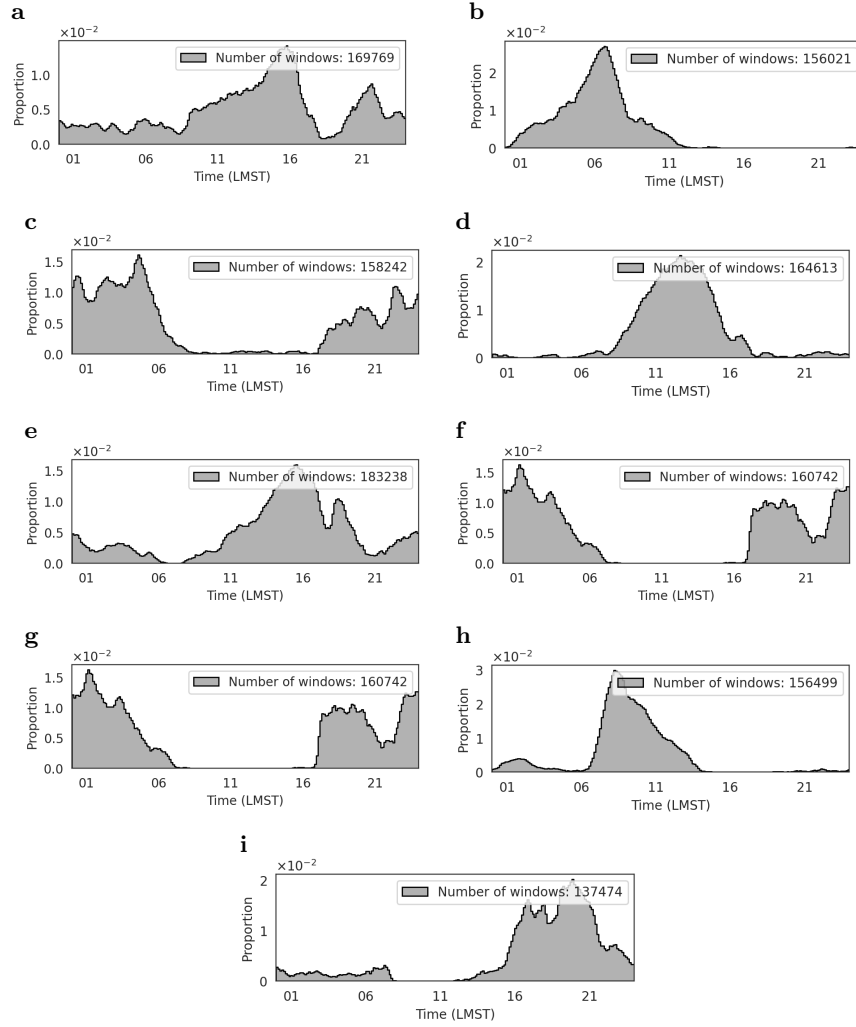 a
×10⁻²
Number of windows: 169769
1.0
0.5
0.0
Proportion
01 06 11 16 21
Time (LMST)
b
×10⁻²
Number of windows: 156021
2
1
0
Proportion
01 06 11 16 21
Time (LMST)
c
×10⁻²
Number of windows: 158242
1.5
1.0
0.5
0.0
Proportion
01 06 11 16 21
Time (LMST)
d
×10⁻²
Number of windows: 164613
2
1
0
Proportion
01 06 11 16 21
Time (LMST)
e
×10⁻²
Number of windows: 183238
1.5
1.0
0.5
0.0
Proportion
01 06 11 16 21
Time (LMST)
f
×10⁻²
Number of windows: 160742
1.5
1.0
0.5
0.0
Proportion
01 06 11 16 21
Time (LMST)
g
×10⁻²
Number of windows: 160742
1.5
1.0
0.5
0.0
Proportion
01 06 11 16 21
Time (LMST)
h
×10⁻²
Number of windows: 156499
3
2
1
0
Proportion
01 06 11 16 21
Time (LMST)
i
×10⁻²
Number of windows: 137474
2
1
0
Proportion
01 06 11 16 21
Time (LMST)